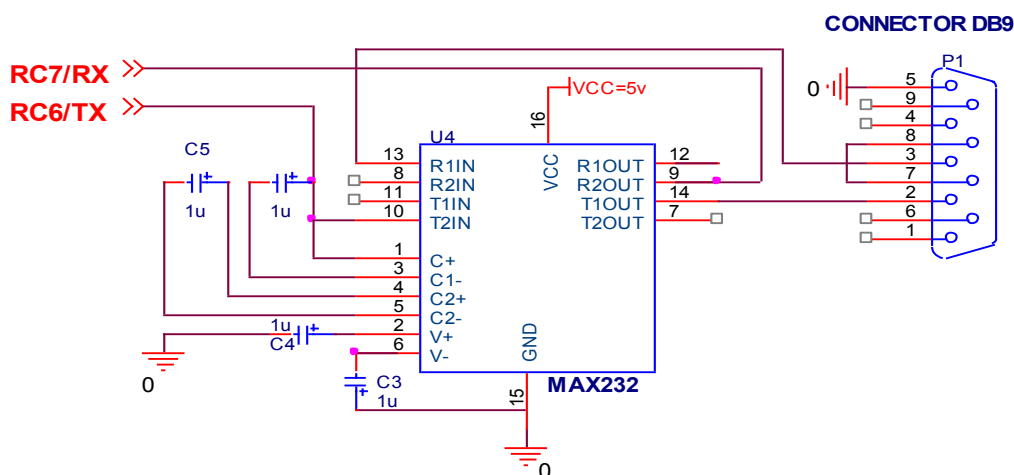 CONNECTOR DB9
P1
RC7/RX
RC6/TX
0
VCC=5v
16
VCC
U4
C5
1u
1u
13 R1IN
8 R2IN
11 T1IN
10 T2IN
1 C+
3 C1-
4 C2+
5 C2-
2 V+
6 V-
R1OUT 12
R2OUT 9
T1OUT 14
T2OUT 7
5
9
4
8
3
7
2
6
1
1u
C4
0
C3
1u
GND
15
MAX232
0